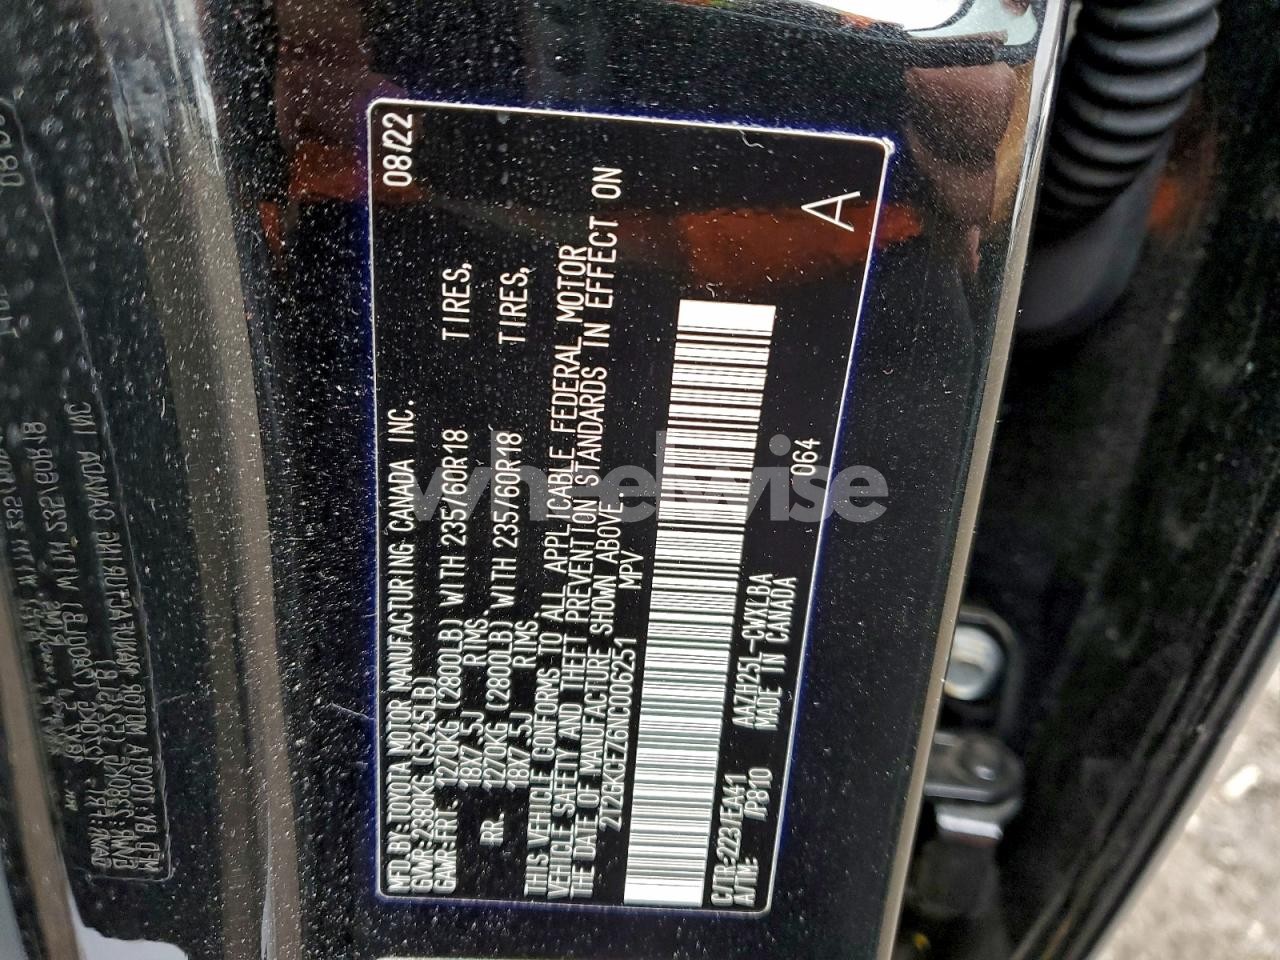 MFD. BY: TOYOTA MOTOR MANUFACTURING CANADA INC. 08/22
GVWR: 2380KG (5245LB)
GAWR: FRT. 1270KG (2800LB) WITH 235/60R18 TIRES,
18X7.5J RIMS,
RR. 1270KG (2800LB) WITH 235/60R18 TIRES,
18X7.5J RIMS.
THIS VEHICLE CONFORMS TO ALL APPLICABLE FEDERAL MOTOR
VEHICLE SAFETY AND THEFT PREVENTION STANDARDS IN EFFECT ON
THE DATE OF MANUFACTURE SHOWN ABOVE.
2T2GKCEZ6NC006251 MPV
C/TR: 223/EA41 AAZH25L-CWXLBA 064 A
A/TM: P810 MADE IN CANADA
wheelwise